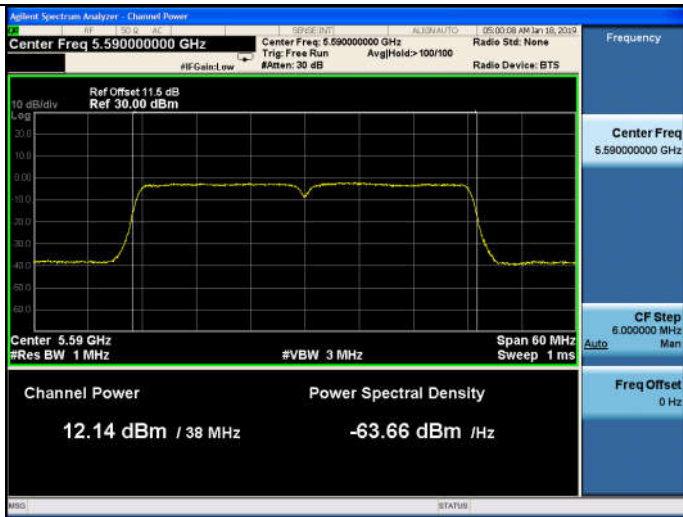 Agilent Spectrum Analyzer - Channel Power
RF 50 Ω AC SENSE:INT ALIGN AUTO 05:00:08 AM Jan 18, 2019
Center Freq 5.590000000 GHz
Center Freq: 5.590000000 GHz
Radio Std: None
Trig: Free Run Avg|Hold:> 100/100
#IFGain:Low #Atten: 30 dB Radio Device: BTS
Ref Offset 11.5 dB
10 dB/div Ref 30.00 dBm
Log
20.0
10.0
0.00
-10.0
-20.0
-30.0
-40.0
-50.0
-60.0
Center 5.59 GHz Span 60 MHz
#Res BW 1 MHz #VBW 3 MHz Sweep 1 ms
Channel Power Power Spectral Density
12.14 dBm / 38 MHz -63.66 dBm /Hz
MSG STATUS
Frequency
Center Freq
5.590000000 GHz
CF Step
6.000000 MHz
Auto Man
Freq Offset
0 Hz